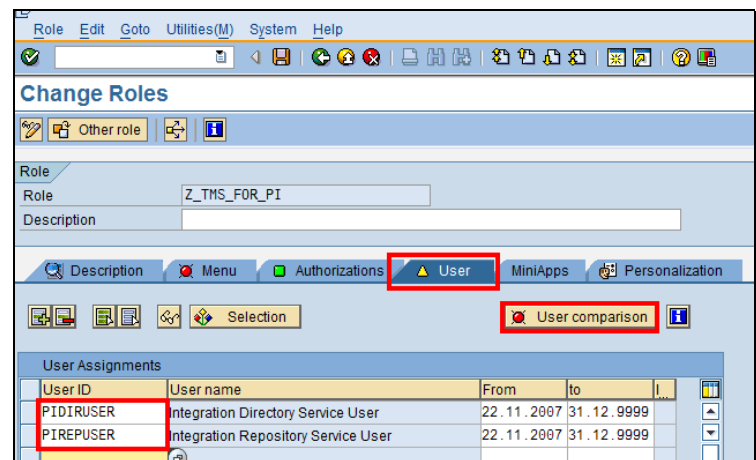 Role Edit Goto Utilities(M) System Help
Change Roles
Other role
Role
Role Z_TMS_FOR_PI
Description
Description Menu Authorizations User MiniApps Personalization
Selection User comparison
User Assignments
User ID User name From to I...
PIDIRUSER Integration Directory Service User 22.11.2007 31.12.9999
PIREPUSER Integration Repository Service User 22.11.2007 31.12.9999